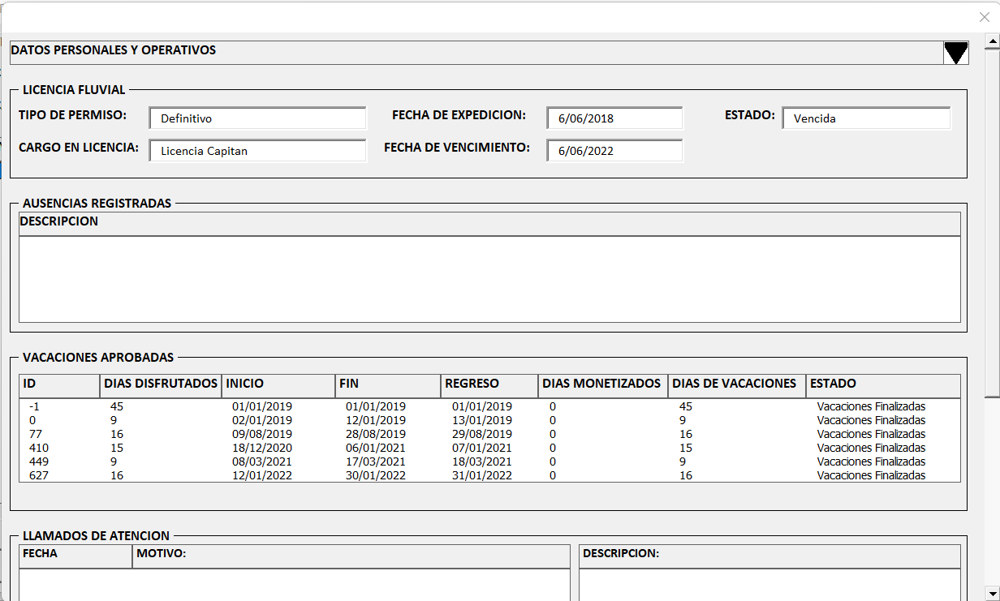 DATOS PERSONALES Y OPERATIVOS
LICENCIA FLUVIAL
TIPO DE PERMISO: Definitivo FECHA DE EXPEDICION: 6/06/2018 ESTADO: Vencida
CARGO EN LICENCIA: Licencia Capitan FECHA DE VENCIMIENTO: 6/06/2022
AUSENCIAS REGISTRADAS
DESCRIPCION
VACACIONES APROBADAS
ID DIAS DISFRUTADOS INICIO FIN REGRESO DIAS MONETIZADOS DIAS DE VACACIONES ESTADO
-1 45 01/01/2019 01/01/2019 01/01/2019 0 45 Vacaciones Finalizadas
0 9 02/01/2019 12/01/2019 13/01/2019 0 9 Vacaciones Finalizadas
77 16 09/08/2019 28/08/2019 29/08/2019 0 16 Vacaciones Finalizadas
410 15 18/12/2020 06/01/2021 07/01/2021 0 15 Vacaciones Finalizadas
449 9 08/03/2021 17/03/2021 18/03/2021 0 9 Vacaciones Finalizadas
627 16 12/01/2022 30/01/2022 31/01/2022 0 16 Vacaciones Finalizadas
LLAMADOS DE ATENCION
FECHA MOTIVO: DESCRIPCION: